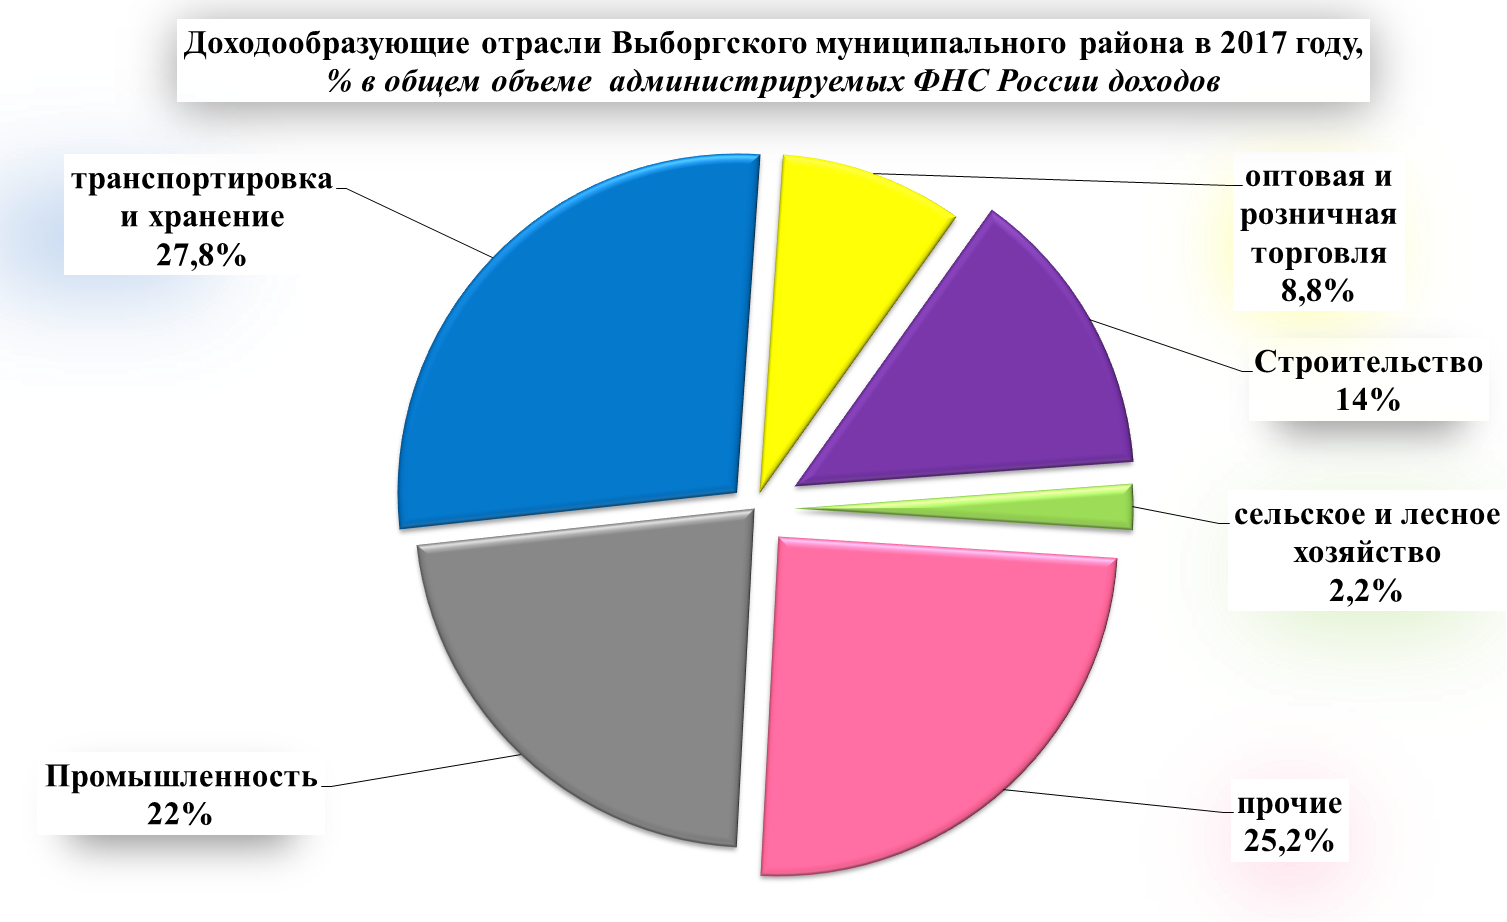 Доходообразующие отрасли Выборгского муниципального района в 2017 году,
% в общем объеме администрируемых ФНС России доходов
транспортировка
и хранение
27,8%
оптовая и
розничная
торговля
8,8%
Строительство
14%
сельское и лесное
хозяйство
2,2%
Промышленность
22%
прочие
25,2%